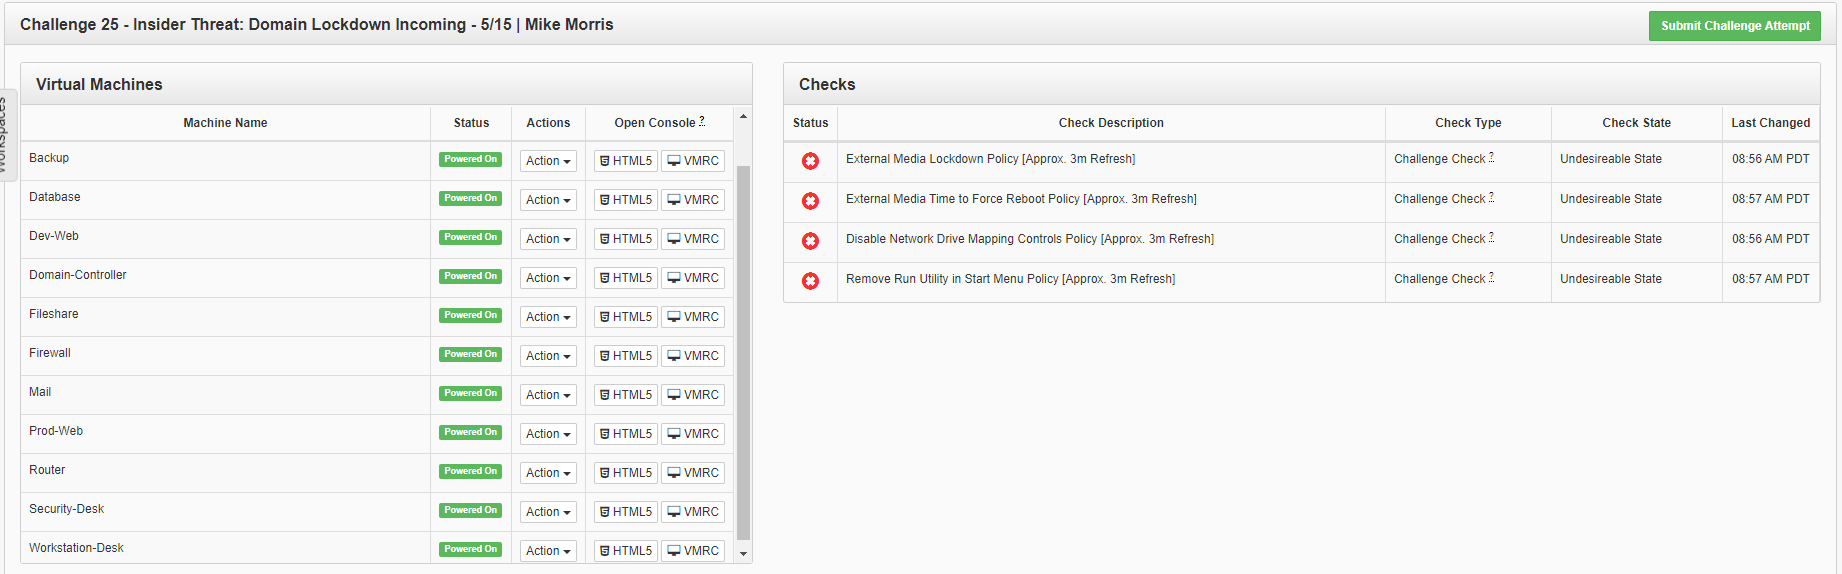 Challenge 25 - Insider Threat: Domain Lockdown Incoming - 5/15 | Mike Morris
Submit Challenge Attempt
Workspaces
Virtual Machines
Machine Name Status Actions Open Console ?
Backup Powered On Action HTML5 VMRC
Database Powered On Action HTML5 VMRC
Dev-Web Powered On Action HTML5 VMRC
Domain-Controller Powered On Action HTML5 VMRC
Fileshare Powered On Action HTML5 VMRC
Firewall Powered On Action HTML5 VMRC
Mail Powered On Action HTML5 VMRC
Prod-Web Powered On Action HTML5 VMRC
Router Powered On Action HTML5 VMRC
Security-Desk Powered On Action HTML5 VMRC
Workstation-Desk Powered On Action HTML5 VMRC
Checks
Status Check Description Check Type Check State Last Changed
External Media Lockdown Policy [Approx. 3m Refresh] Challenge Check ? Undesireable State 08:56 AM PDT
External Media Time to Force Reboot Policy [Approx. 3m Refresh] Challenge Check ? Undesireable State 08:57 AM PDT
Disable Network Drive Mapping Controls Policy [Approx. 3m Refresh] Challenge Check ? Undesireable State 08:56 AM PDT
Remove Run Utility in Start Menu Policy [Approx. 3m Refresh] Challenge Check ? Undesireable State 08:57 AM PDT